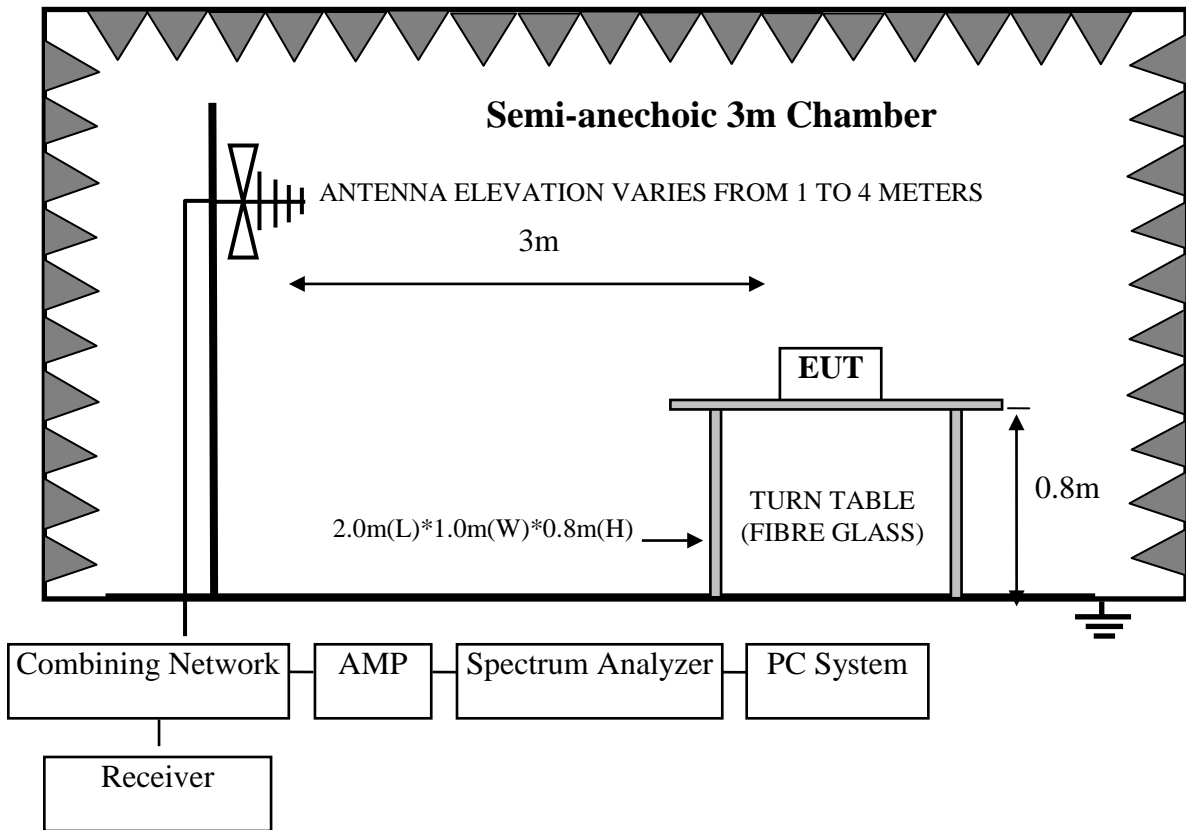 Semi-anechoic 3m Chamber
ANTENNA ELEVATION VARIES FROM 1 TO 4 METERS
3m
EUT
0.8m
TURN TABLE
(FIBRE GLASS)
2.0m(L)*1.0m(W)*0.8m(H)
Combining Network
AMP
Spectrum Analyzer
PC System
Receiver